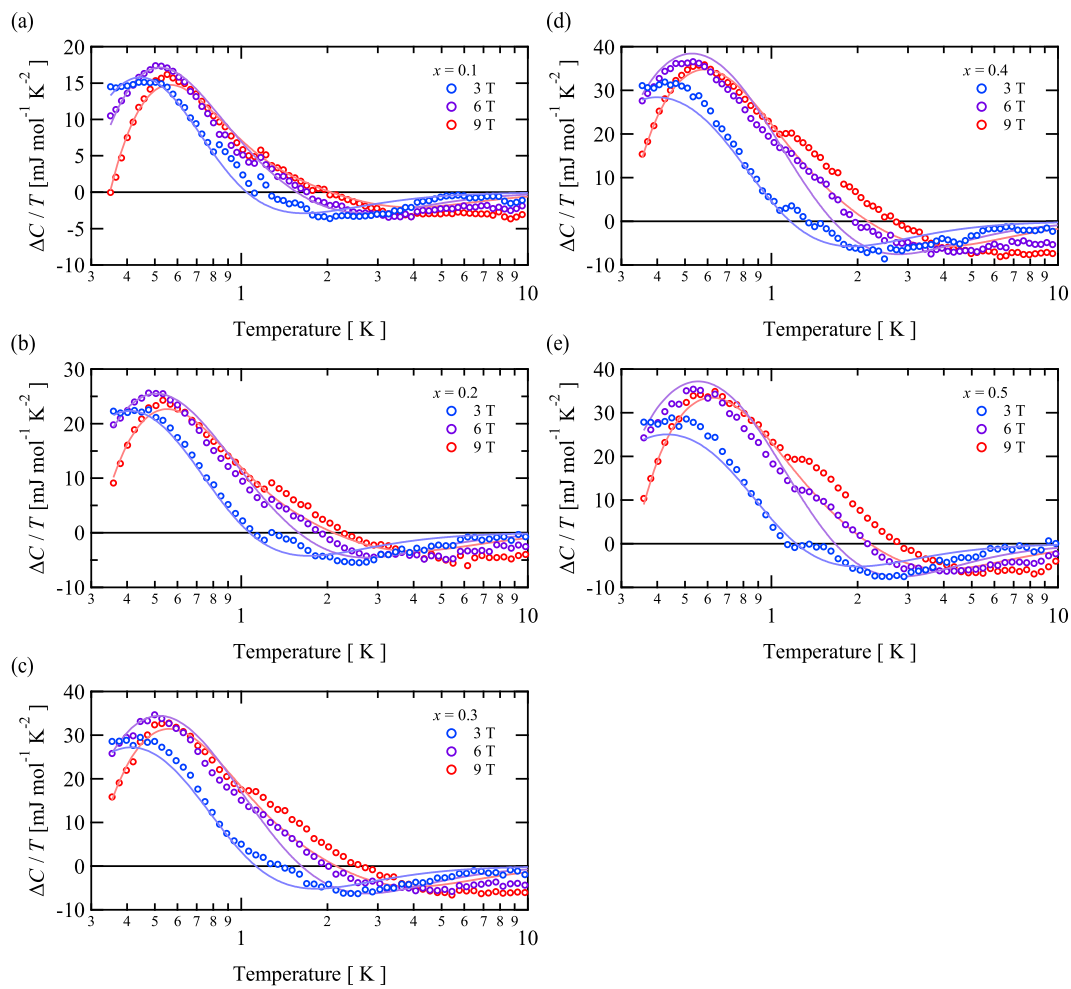 (a)
20
15
10
5
0
-5
-10
ΔC / T [mJ mol⁻¹ K⁻²]
x = 0.1
3 T
6 T
9 T
3 4 5 6 7 8 9 2 3 4 5 6 7 8 9
1 10
Temperature [ K ]
(b)
30
20
10
0
-10
ΔC / T [mJ mol⁻¹ K⁻²]
x = 0.2
3 T
6 T
9 T
3 4 5 6 7 8 9 2 3 4 5 6 7 8 9
1 10
Temperature [ K ]
(c)
40
30
20
10
0
-10
ΔC / T [mJ mol⁻¹ K⁻²]
x = 0.3
3 T
6 T
9 T
3 4 5 6 7 8 9 2 3 4 5 6 7 8 9
1 10
Temperature [ K ]
(d)
40
30
20
10
0
-10
ΔC / T [mJ mol⁻¹ K⁻²]
x = 0.4
3 T
6 T
9 T
3 4 5 6 7 8 9 2 3 4 5 6 7 8 9
1 10
Temperature [ K ]
(e)
40
30
20
10
0
-10
ΔC / T [mJ mol⁻¹ K⁻²]
x = 0.5
3 T
6 T
9 T
3 4 5 6 7 8 9 2 3 4 5 6 7 8 9
1 10
Temperature [ K ]